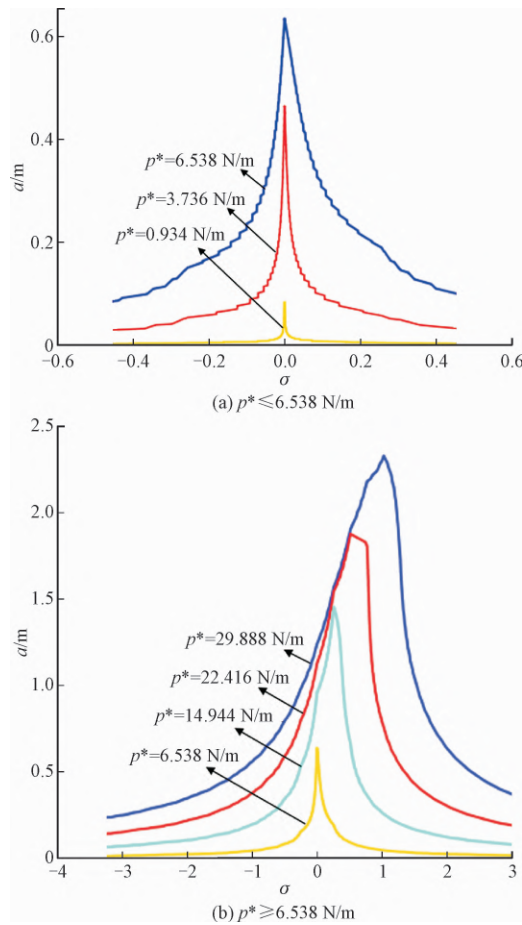 0.6
0.4
0.2
0
a/m
p*=6.538 N/m
p*=3.736 N/m
p*=0.934 N/m
−0.6 −0.4 −0.2 0.0 0.2 0.4 0.6
σ
(a) p*≤6.538 N/m
2.5
2.0
1.5
1.0
0.5
0
a/m
p*=29.888 N/m
p*=22.416 N/m
p*=14.944 N/m
p*=6.538 N/m
−4 −3 −2 −1 0 1 2 3
σ
(b) p*≥6.538 N/m